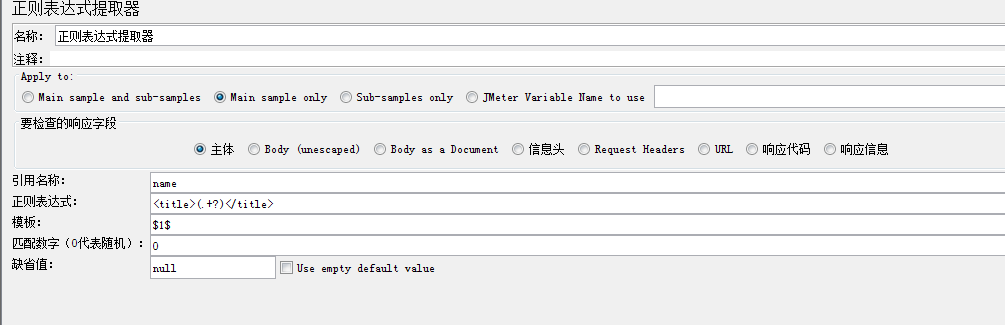 正则表达式提取器
名称： 正则表达式提取器
注释：
Apply to:
Main sample and sub-samples Main sample only Sub-samples only JMeter Variable Name to use
要检查的响应字段
主体 Body (unescaped) Body as a Document 信息头 Request Headers URL 响应代码 响应信息
引用名称： name
正则表达式： <title>(.+?)</title>
模板： $1$
匹配数字（0代表随机）： 0
缺省值： null Use empty default value